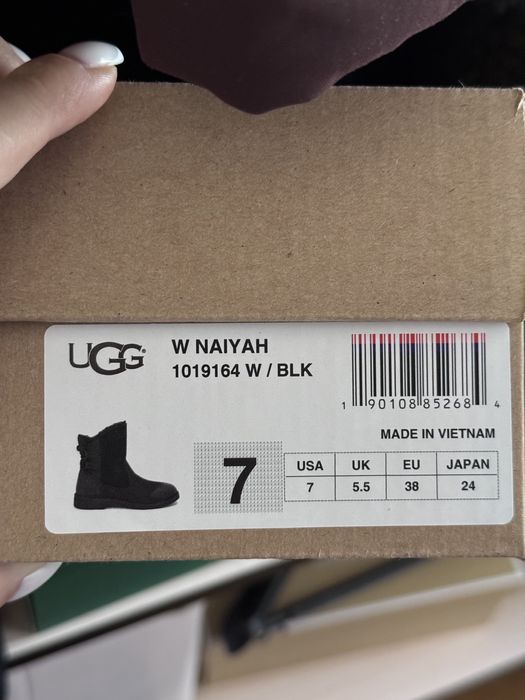 UGG®
W NAIYAH
1019164 W / BLK
1 90108 85268 4
MADE IN VIETNAM
7
USA UK EU JAPAN
7 5.5 38 24